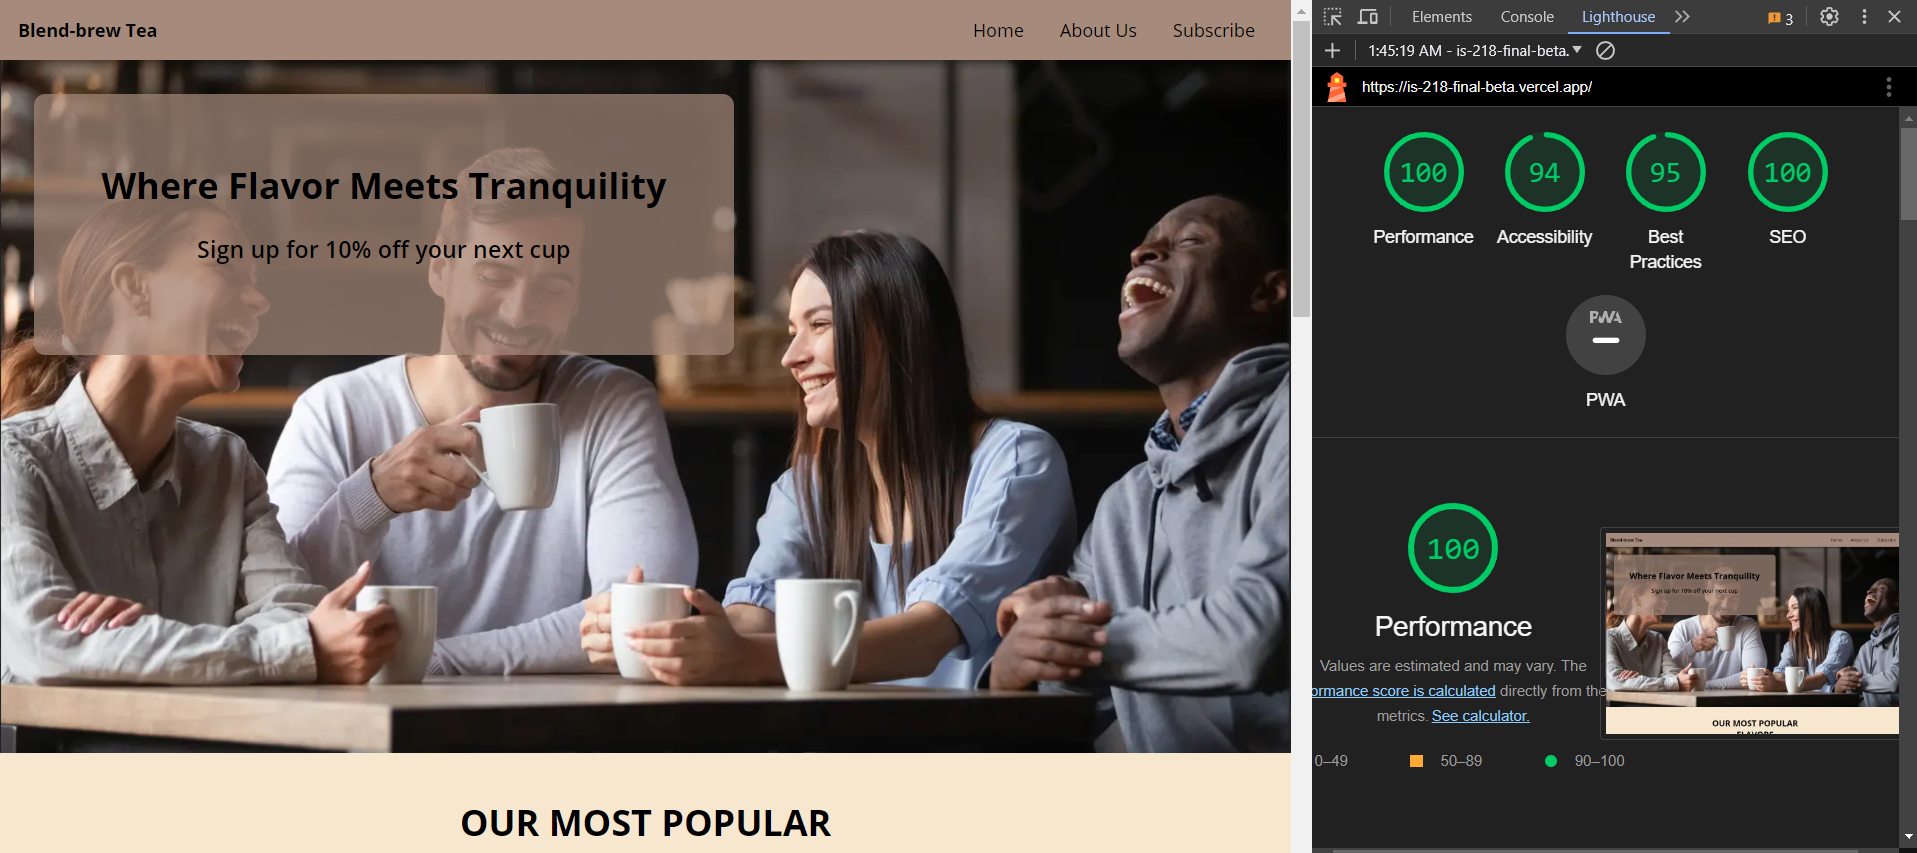 Blend-brew Tea
Home About Us Subscribe
Where Flavor Meets Tranquility
Sign up for 10% off your next cup
OUR MOST POPULAR
Elements Console Lighthouse 3
1:45:19 AM - is-218-final-beta.
https://is-218-final-beta.vercel.app/
100 94 95 100
Performance Accessibility Best Practices SEO
PWA
PWA
100
Performance
Values are estimated and may vary. The
ormance score is calculated directly from the
metrics. See calculator.
0–49 50–89 90–100
Blend-brew Tea Home About Us Subscribe
Where Flavor Meets Tranquility
Sign up for 10% off your next cup
OUR MOST POPULAR
FLAVORS